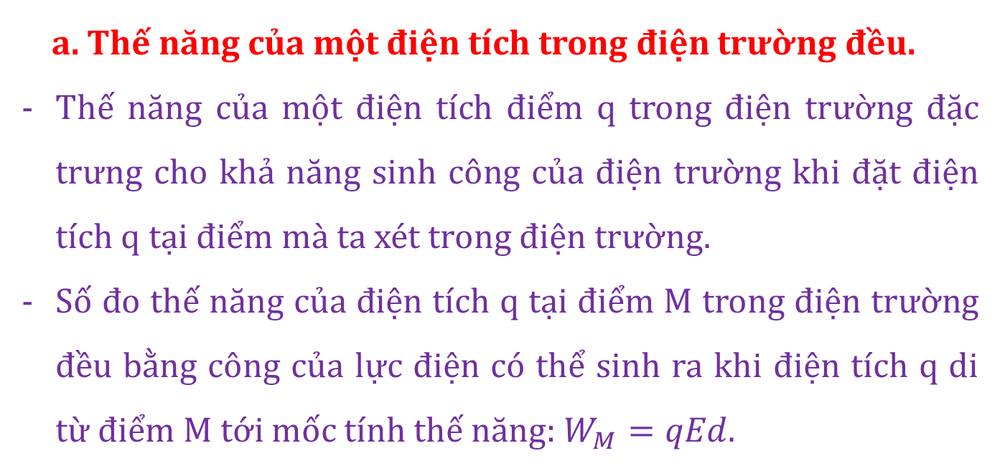 a. Thế năng của một điện tích trong điện trường đều.
- Thế năng của một điện tích điểm q trong điện trường đặc
trưng cho khả năng sinh công của điện trường khi đặt điện
tích q tại điểm mà ta xét trong điện trường.
- Số đo thế năng của điện tích q tại điểm M trong điện trường
đều bằng công của lực điện có thể sinh ra khi điện tích q di
từ điểm M tới mốc tính thế năng: W_M = qEd.